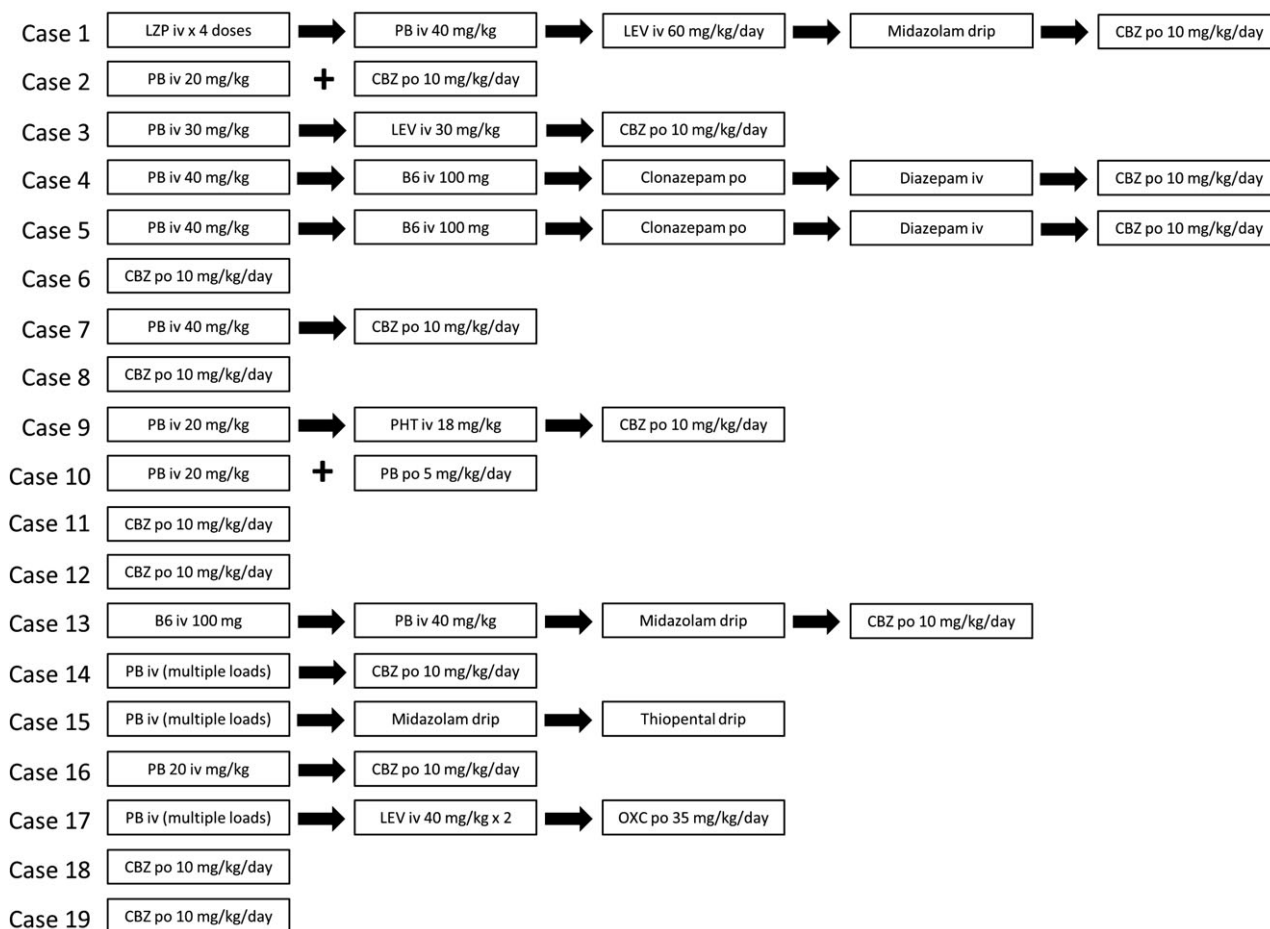 Case 1 LZP iv x 4 doses PB iv 40 mg/kg LEV iv 60 mg/kg/day Midazolam drip CBZ po 10 mg/kg/day
Case 2 PB iv 20 mg/kg + CBZ po 10 mg/kg/day
Case 3 PB iv 30 mg/kg LEV iv 30 mg/kg CBZ po 10 mg/kg/day
Case 4 PB iv 40 mg/kg B6 iv 100 mg Clonazepam po Diazepam iv CBZ po 10 mg/kg/day
Case 5 PB iv 40 mg/kg B6 iv 100 mg Clonazepam po Diazepam iv CBZ po 10 mg/kg/day
Case 6 CBZ po 10 mg/kg/day
Case 7 PB iv 40 mg/kg CBZ po 10 mg/kg/day
Case 8 CBZ po 10 mg/kg/day
Case 9 PB iv 20 mg/kg PHT iv 18 mg/kg CBZ po 10 mg/kg/day
Case 10 PB iv 20 mg/kg + PB po 5 mg/kg/day
Case 11 CBZ po 10 mg/kg/day
Case 12 CBZ po 10 mg/kg/day
Case 13 B6 iv 100 mg PB iv 40 mg/kg Midazolam drip CBZ po 10 mg/kg/day
Case 14 PB iv (multiple loads) CBZ po 10 mg/kg/day
Case 15 PB iv (multiple loads) Midazolam drip Thiopental drip
Case 16 PB 20 iv mg/kg CBZ po 10 mg/kg/day
Case 17 PB iv (multiple loads) LEV iv 40 mg/kg x 2 OXC po 35 mg/kg/day
Case 18 CBZ po 10 mg/kg/day
Case 19 CBZ po 10 mg/kg/day